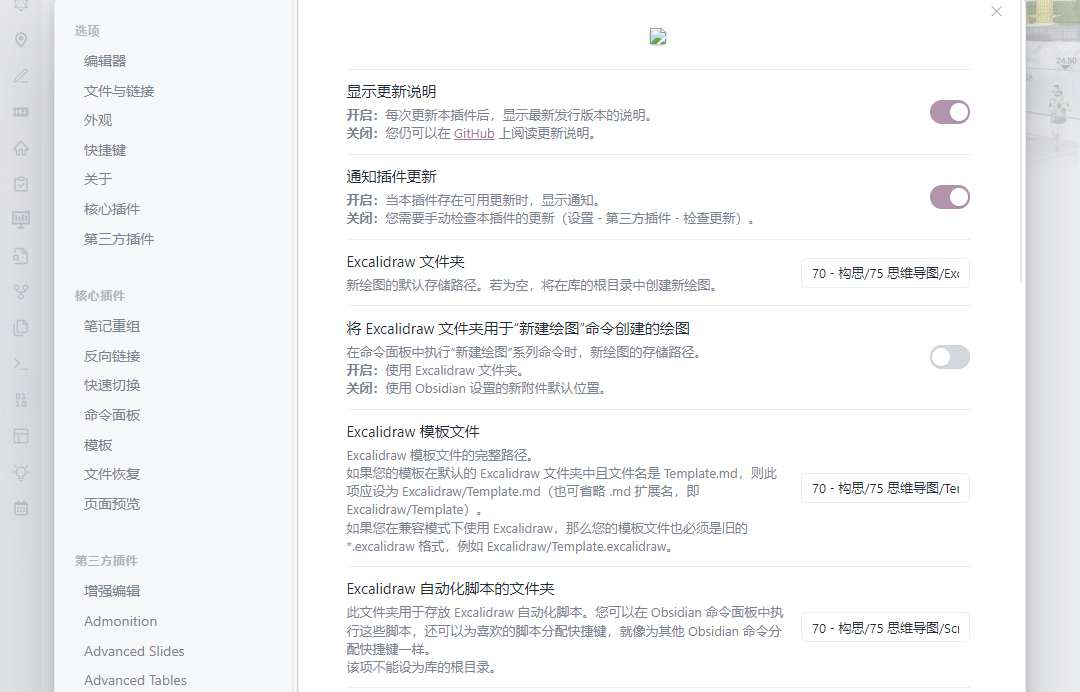 选项
编辑器
文件与链接
外观
快捷键
关于
核心插件
第三方插件
核心插件
笔记重组
反向链接
快速切换
命令面板
模板
文件恢复
页面预览
第三方插件
增强编辑
Admonition
Advanced Slides
Advanced Tables
显示更新说明
开启：每次更新本插件后，显示最新发行版本的说明。
关闭：您仍可以在 GitHub 上阅读更新说明。
通知插件更新
开启：当本插件存在可用更新时，显示通知。
关闭：您需要手动检查本插件的更新（设置 - 第三方插件 - 检查更新）。
Excalidraw 文件夹
新绘图的默认存储路径。若为空，将在库的根目录中创建新绘图。
70 - 构思/75 思维导图/Exc
将 Excalidraw 文件夹用于“新建绘图”命令创建的绘图
在命令面板中执行“新建绘图”系列命令时，新绘图的存储路径。
开启：使用 Excalidraw 文件夹。
关闭：使用 Obsidian 设置的新附件默认位置。
Excalidraw 模板文件
Excalidraw 模板文件的完整路径。
如果您的模板在默认的 Excalidraw 文件夹中且文件名是 Template.md，则此
项应设为 Excalidraw/Template.md（也可省略 .md 扩展名，即
Excalidraw/Template）。
如果您在兼容模式下使用 Excalidraw，那么您的模板文件也必须是旧的
*.excalidraw 格式，例如 Excalidraw/Template.excalidraw。
70 - 构思/75 思维导图/Ter
Excalidraw 自动化脚本的文件夹
此文件夹用于存放 Excalidraw 自动化脚本。您可以在 Obsidian 命令面板中执
行这些脚本，还可以为喜欢的脚本分配快捷键，就像为其他 Obsidian 命令分
配快捷键一样。
该项不能设为库的根目录。
70 - 构思/75 思维导图/Scr
24.50